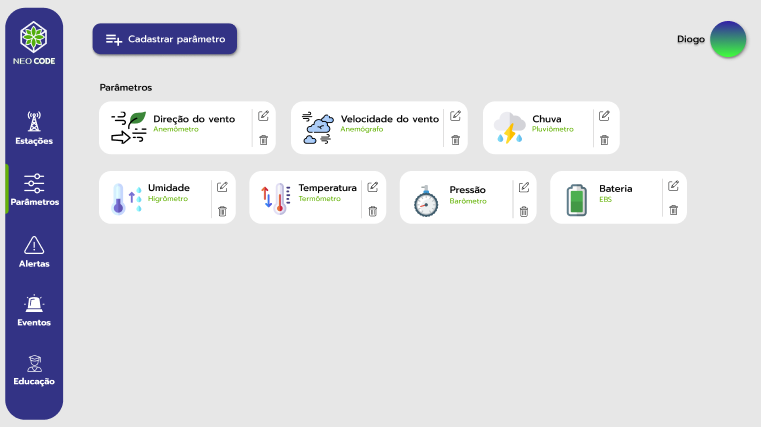 NEO CODE
Estações
Parâmetros
Alertas
Eventos
Educação
Cadastrar parâmetro
Diogo
Parâmetros
Direção do vento
Anemômetro
Velocidade do vento
Anemógrafo
Chuva
Pluviômetro
Umidade
Higrômetro
Temperatura
Termômetro
Pressão
Barômetro
Bateria
EBS